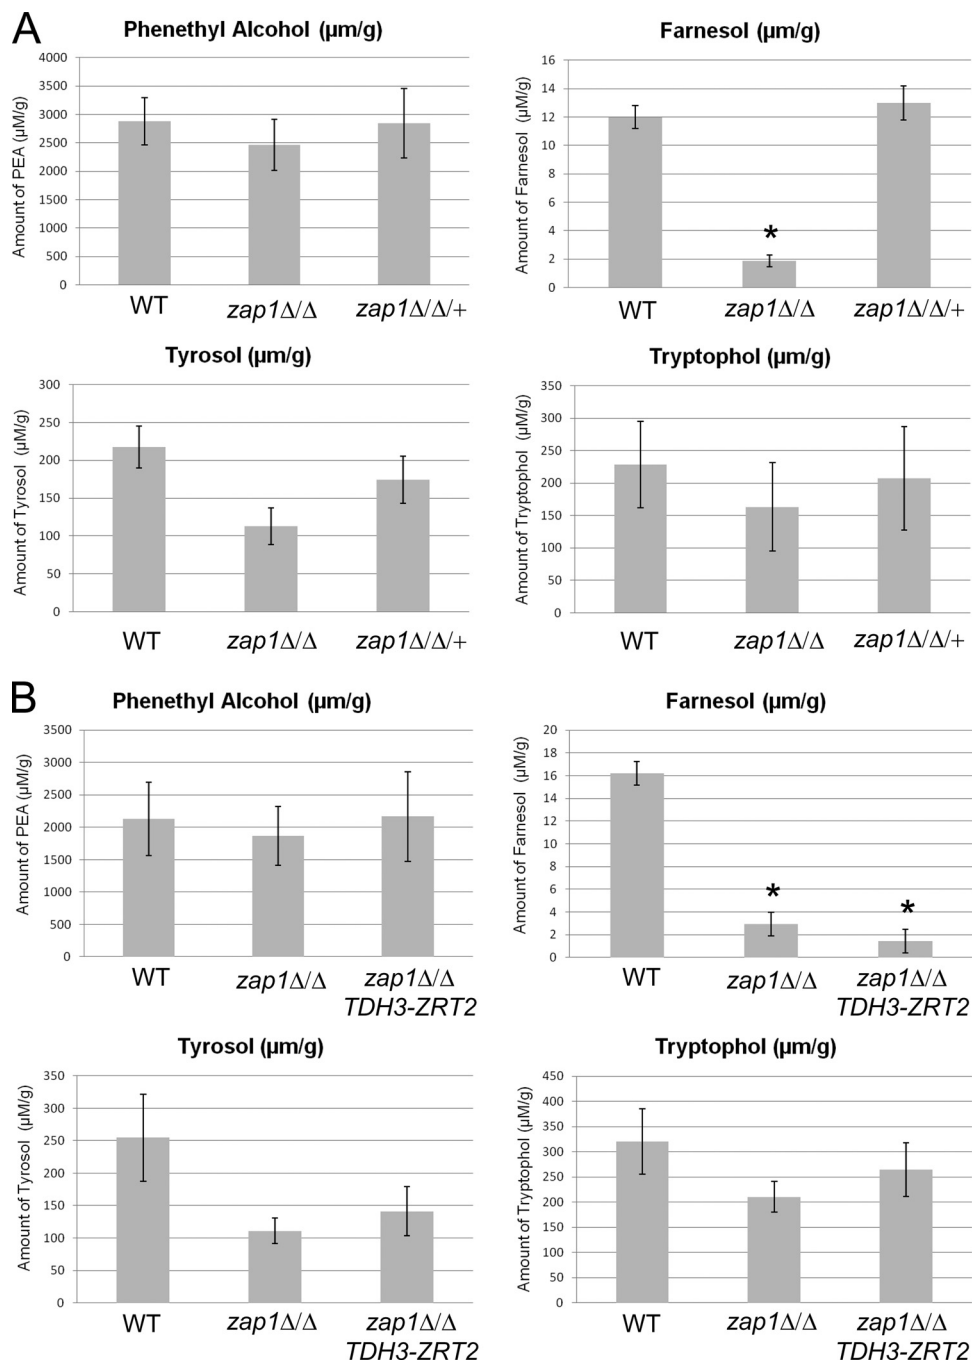 A
Phenethyl Alcohol (µm/g)
Amount of PEA (µM/g)
4000
3500
3000
2500
2000
1500
1000
500
0
WT
zap1Δ/Δ
zap1Δ/Δ/+
Farnesol (µm/g)
Amount of Farnesol (µM/g)
16
14
12
10
8
6
4
2
0
*
WT
zap1Δ/Δ
zap1Δ/Δ/+
Tyrosol (µm/g)
Amount of Tyrosol (µM/g)
300
250
200
150
100
50
0
WT
zap1Δ/Δ
zap1Δ/Δ/+
Tryptophol (µm/g)
Amount of Tryptophol (µM/g)
350
300
250
200
150
100
50
0
WT
zap1Δ/Δ
zap1Δ/Δ/+
B
Phenethyl Alcohol (µm/g)
Amount of PEA (µM/g)
3500
3000
2500
2000
1500
1000
500
0
WT
zap1Δ/Δ
zap1Δ/Δ
TDH3-ZRT2
Farnesol (µm/g)
Amount of Farnesol (µM/g)
20
18
16
14
12
10
8
6
4
2
0
*
*
WT
zap1Δ/Δ
zap1Δ/Δ
TDH3-ZRT2
Tyrosol (µm/g)
Amount of Tyrosol (µM/g)
350
300
250
200
150
100
50
0
WT
zap1Δ/Δ
zap1Δ/Δ
TDH3-ZRT2
Tryptophol (µm/g)
Amount of Tryptophol (µM/g)
450
400
350
300
250
200
150
100
50
0
WT
zap1Δ/Δ
zap1Δ/Δ
TDH3-ZRT2